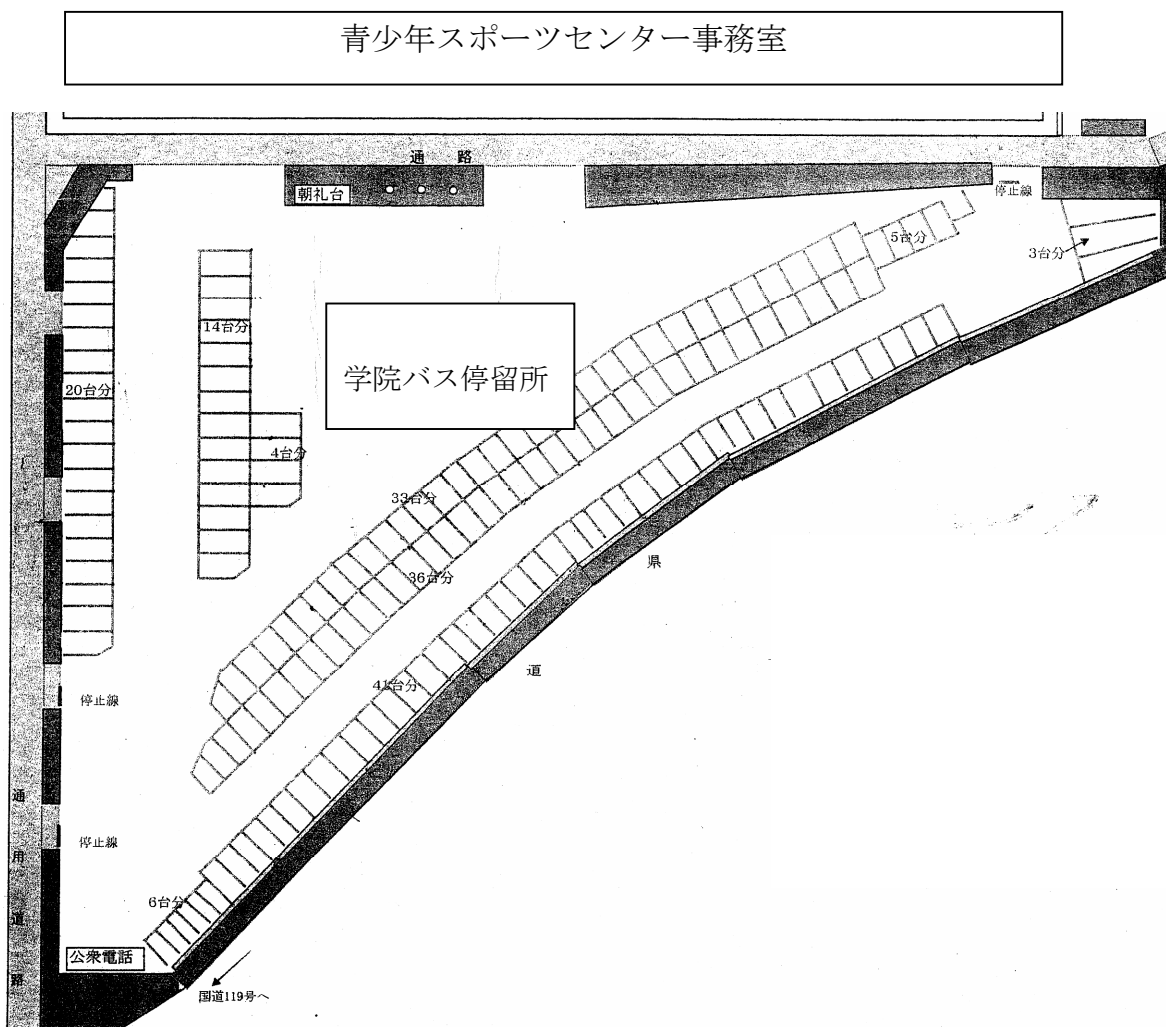 青少年スポーツセンター事務室
通 路
朝礼台
停止線
5台分
3台分
14台分
学院バス停留所
20台分
4台分
33台分
36台分
県
道
41台分
停止線
通
用
道
路
停止線
6台分
公衆電話
国道119号へ